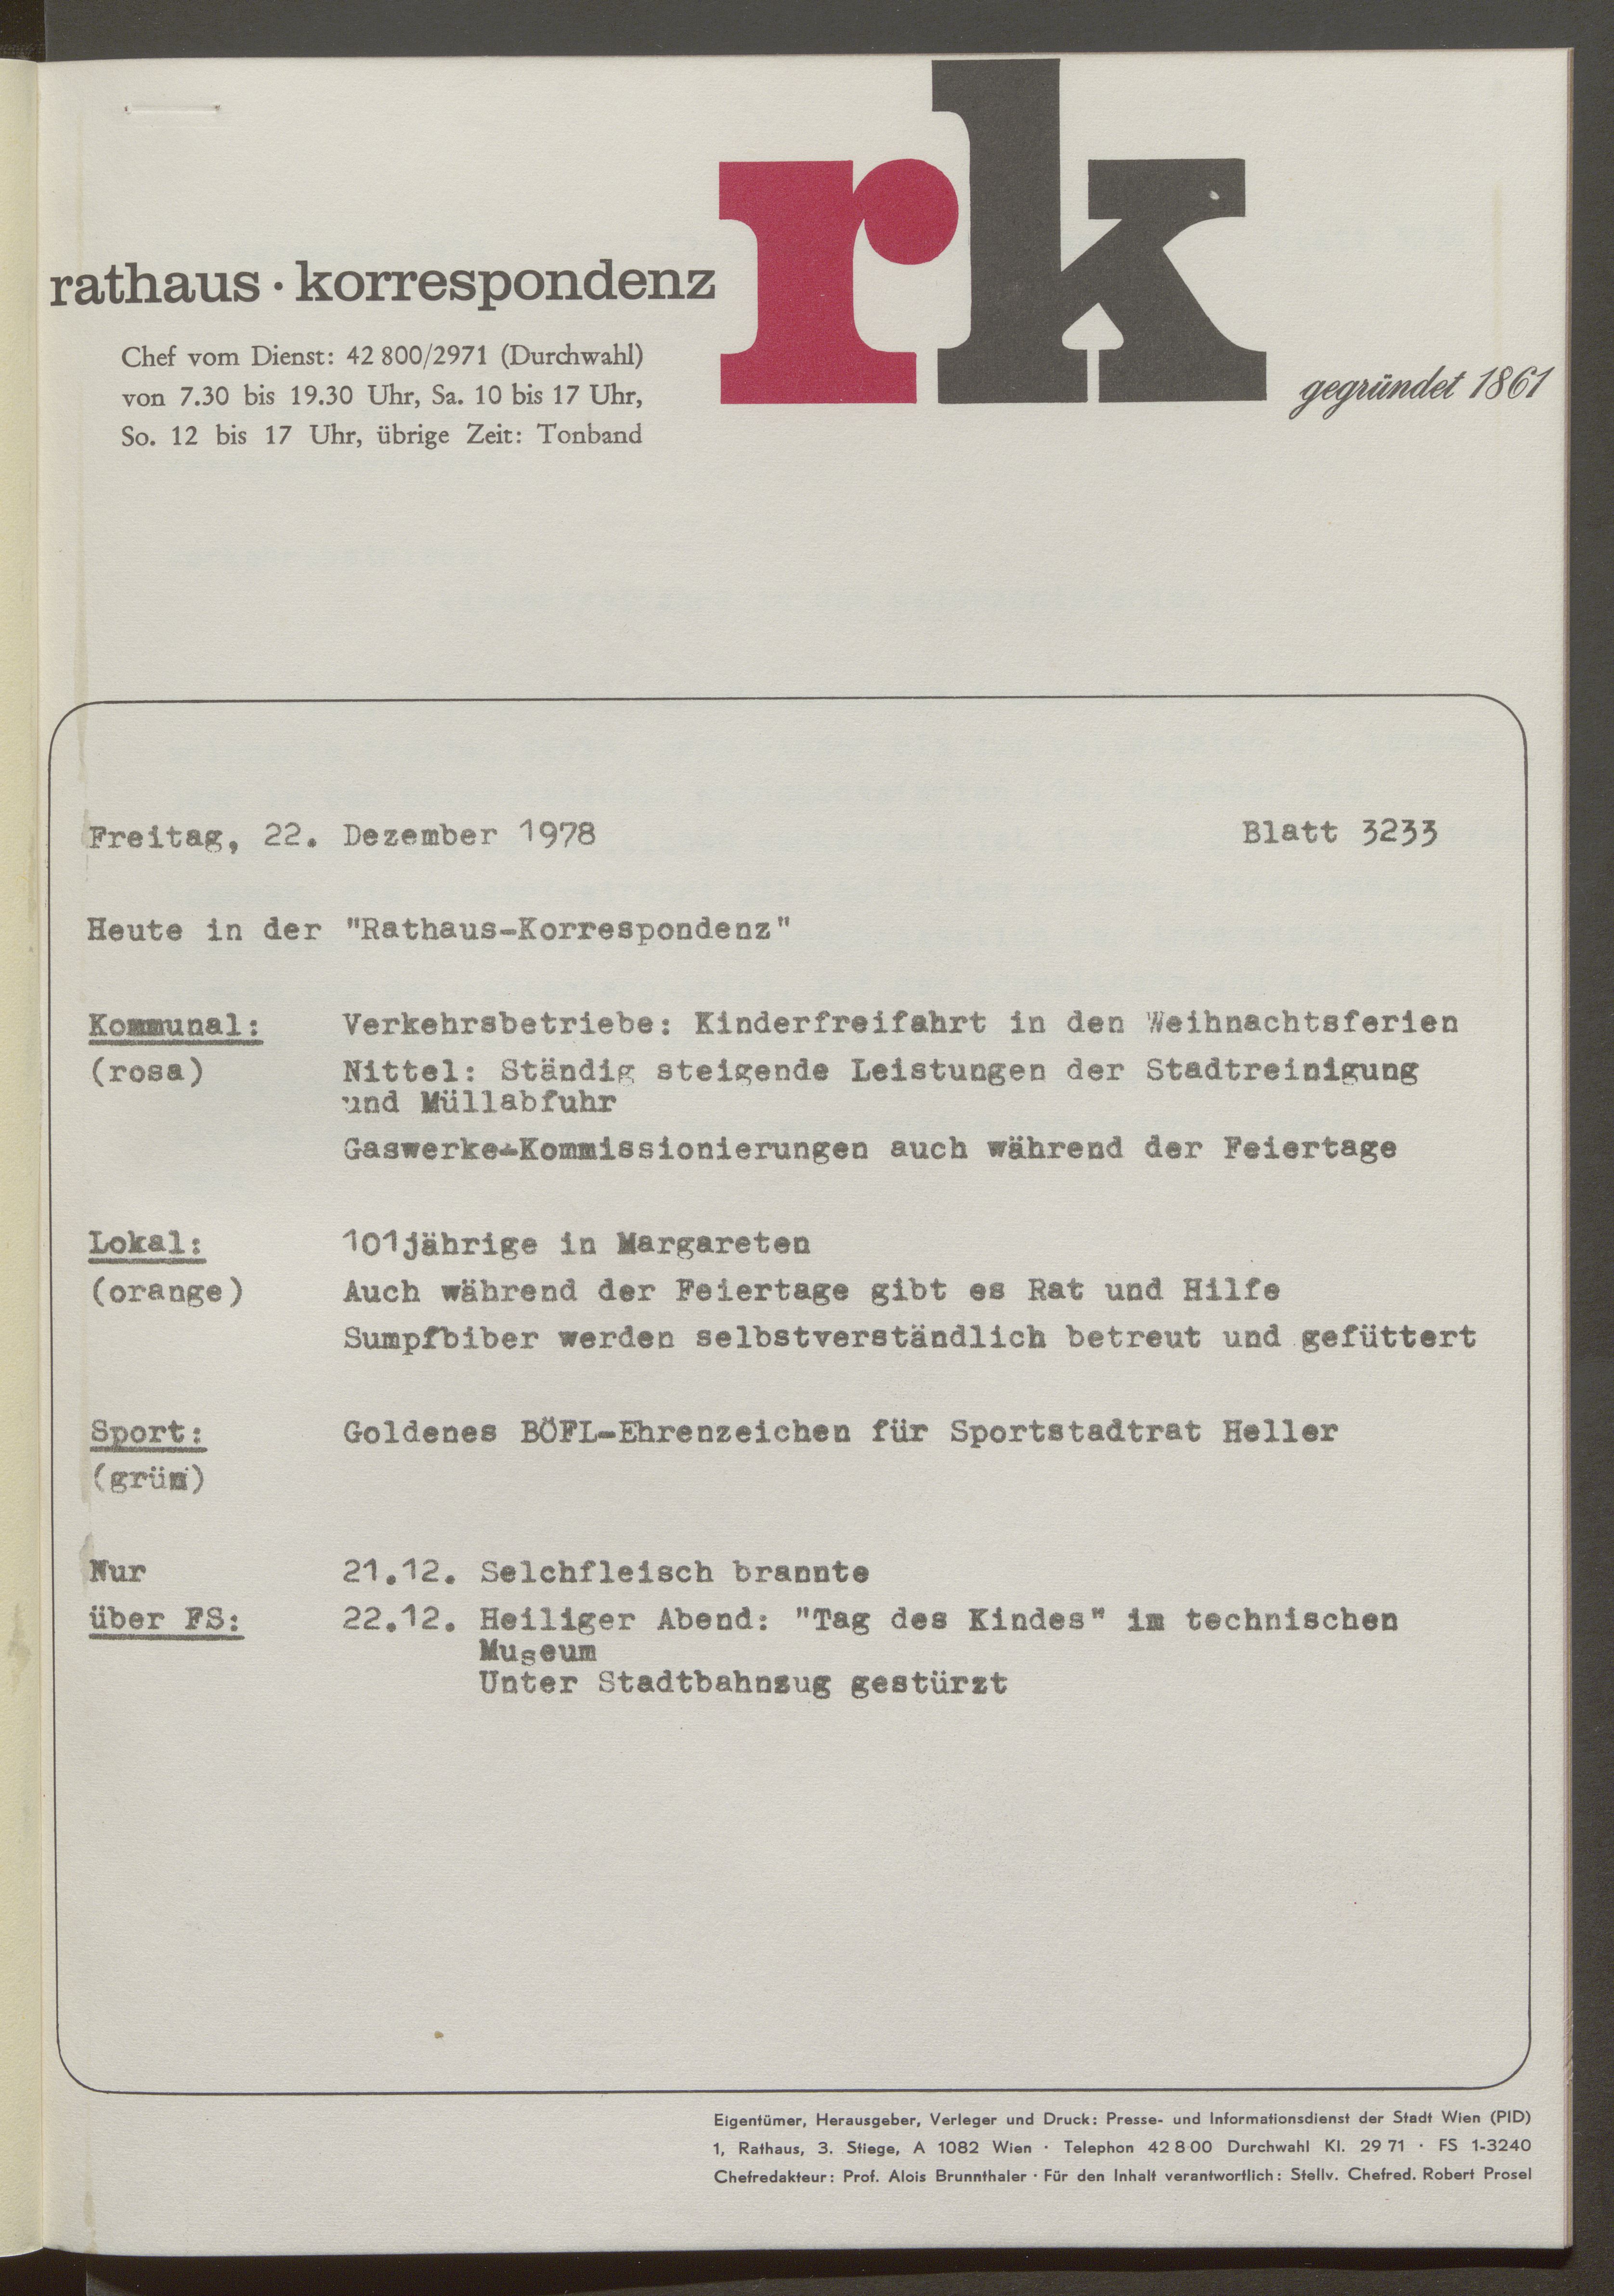 rk
rathaus · korrespondenz
Chef vom Dienst: 42 800/2971 (Durchwahl)
von 7.30 bis 19.30 Uhr, Sa. 10 bis 17 Uhr,
So. 12 bis 17 Uhr, übrige Zeit: Tonband
gegründet 1861
Freitag, 22. Dezember 1978 Blatt 3233
Heute in der "Rathaus-Korrespondenz"
Kommunal: Verkehrsbetriebe: Kinderfreifahrt in den Weihnachtsferien
(rosa) Nittel: Ständig steigende Leistungen der Stadtreinigung
und Müllabfuhr
Gaswerke-Kommissionierungen auch während der Feiertage
Lokal: 101jährige in Margareten
(orange) Auch während der Feiertage gibt es Rat und Hilfe
Sumpfbiber werden selbstverständlich betreut und gefüttert
Sport: Goldenes BÖFL-Ehrenzeichen für Sportstadtrat Heller
(grün)
Nur 21.12. Selchfleisch brannte
über FS: 22.12. Heiliger Abend: "Tag des Kindes" im technischen
Museum
Unter Stadtbahnzug gestürzt
Eigentümer, Herausgeber, Verleger und Druck: Presse- und Informationsdienst der Stadt Wien (PID)
1, Rathaus, 3. Stiege, A 1082 Wien · Telephon 42 8 00 Durchwahl Kl. 29 71 · FS 1-3240
Chefredakteur: Prof. Alois Brunnthaler · Für den Inhalt verantwortlich: Stellv. Chefred. Robert Prosel